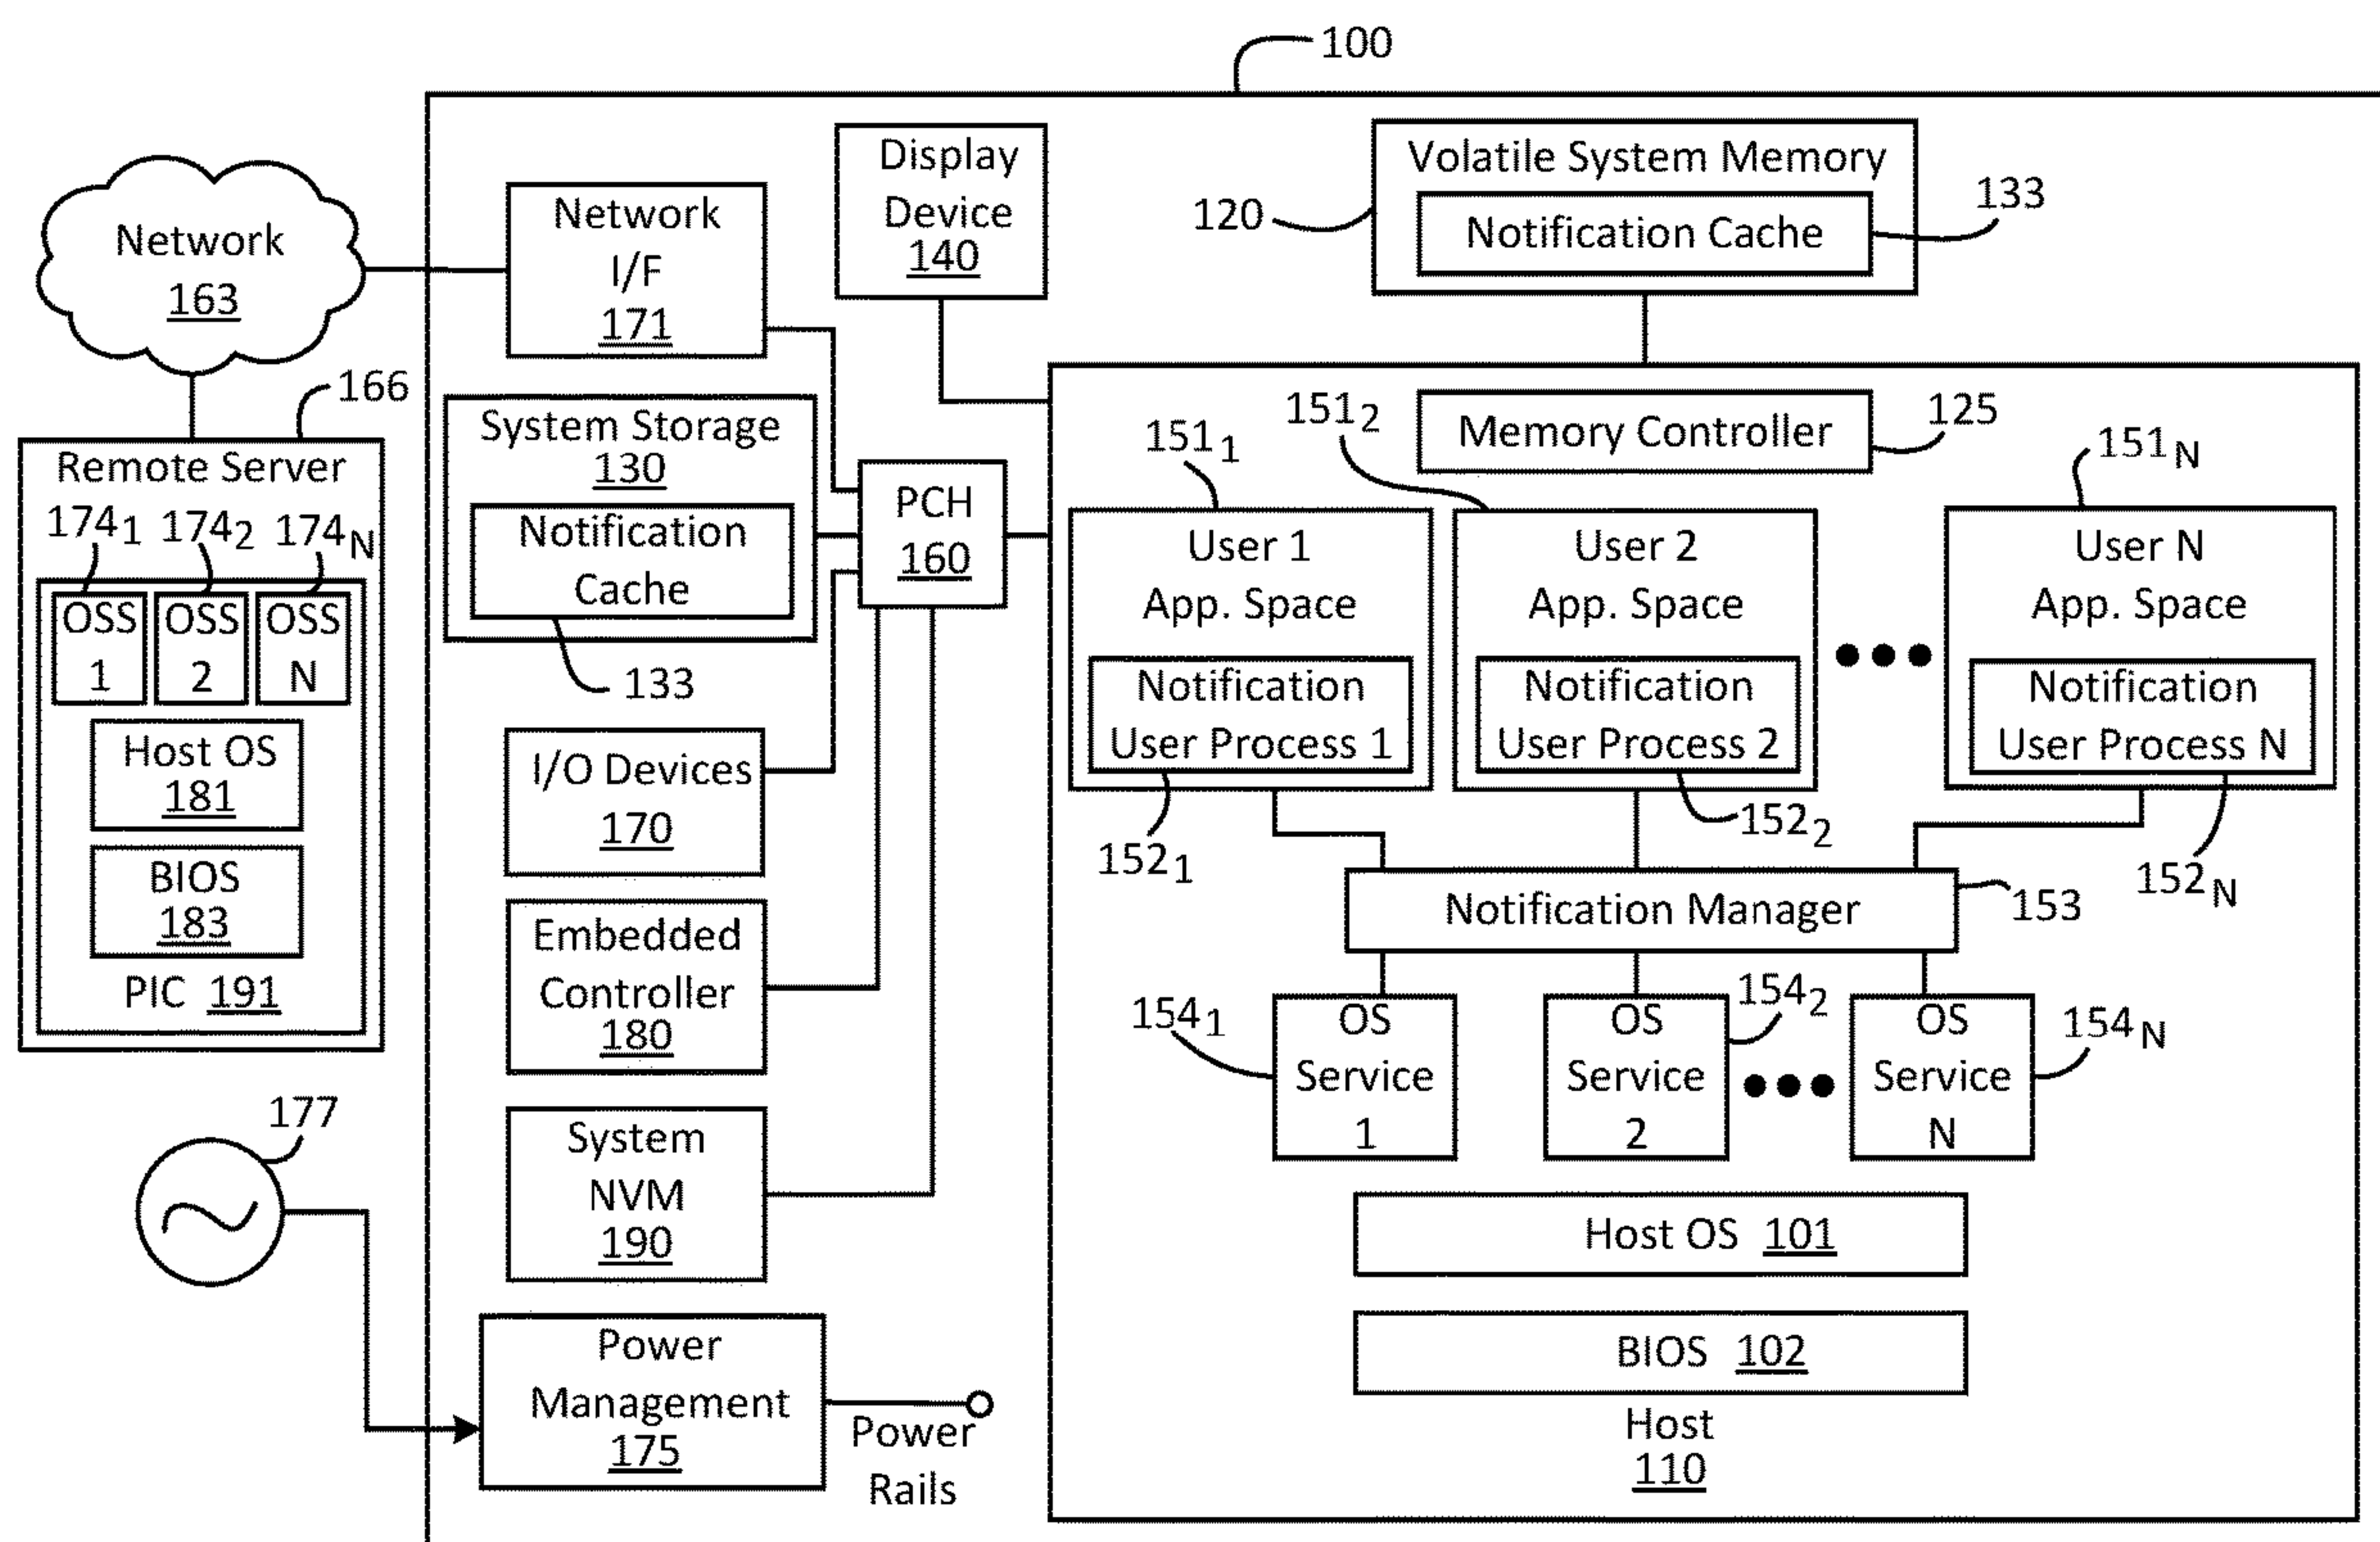 100
Network
163
Network
I/F
171
Display
Device
140
Volatile System Memory
Notification Cache
120
133
166
Remote Server
174₁
174₂
174N
OSS
1
OSS
2
OSS
N
Host OS
181
BIOS
183
PIC 191
177
System Storage
130
Notification
Cache
133
PCH
160
I/O Devices
170
Embedded
Controller
180
System
NVM
190
Power
Management
175
Power
Rails
Memory Controller
125
151₁
151₂
151N
User 1
App. Space
Notification
User Process 1
User 2
App. Space
Notification
User Process 2
User N
App. Space
Notification
User Process N
152₁
152₂
152N
Notification Manager
153
154₁
154₂
154N
OS
Service
1
OS
Service
2
OS
Service
N
Host OS 101
BIOS 102
Host
110